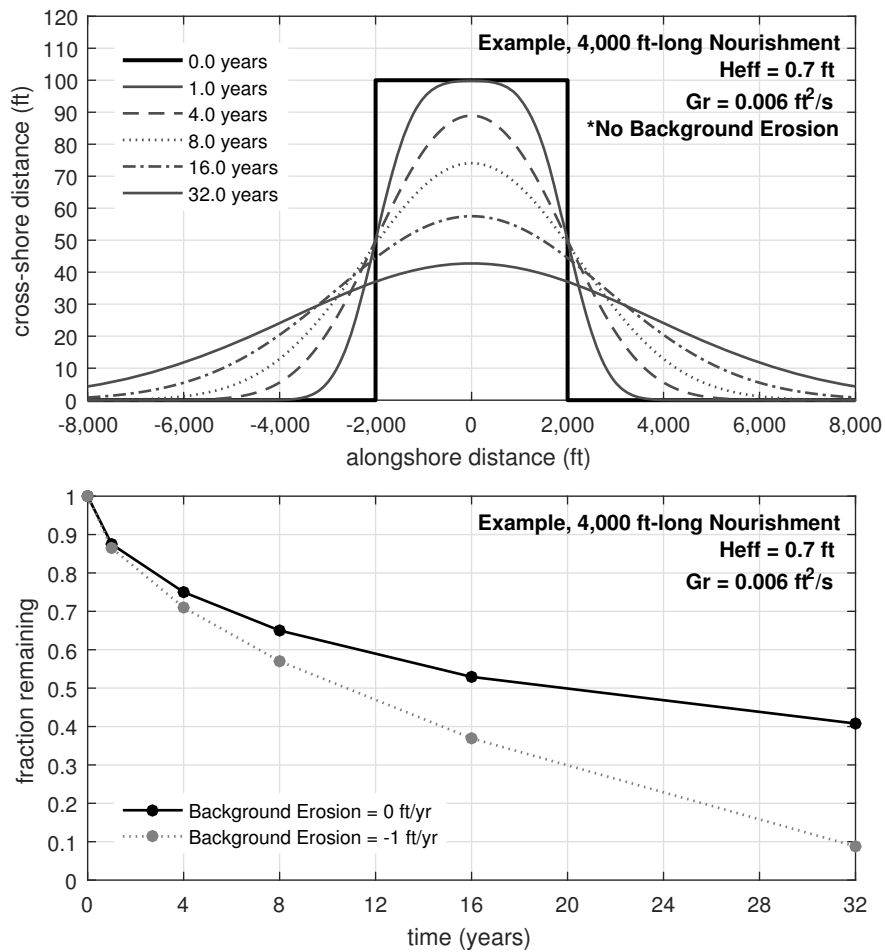 120
110
100
90
80
70
60
50
40
30
20
10
0
cross-shore distance (ft)
0.0 years
1.0 years
4.0 years
8.0 years
16.0 years
32.0 years
Example, 4,000 ft-long Nourishment
Heff = 0.7 ft
Gr = 0.006 ft²/s
*No Background Erosion
-8,000 -6,000 -4,000 -2,000 0 2,000 4,000 6,000 8,000
alongshore distance (ft)
1
0.9
0.8
0.7
0.6
0.5
0.4
0.3
0.2
0.1
0
fraction remaining
Example, 4,000 ft-long Nourishment
Heff = 0.7 ft
Gr = 0.006 ft²/s
Background Erosion = 0 ft/yr
Background Erosion = -1 ft/yr
0 4 8 12 16 20 24 28 32
time (years)